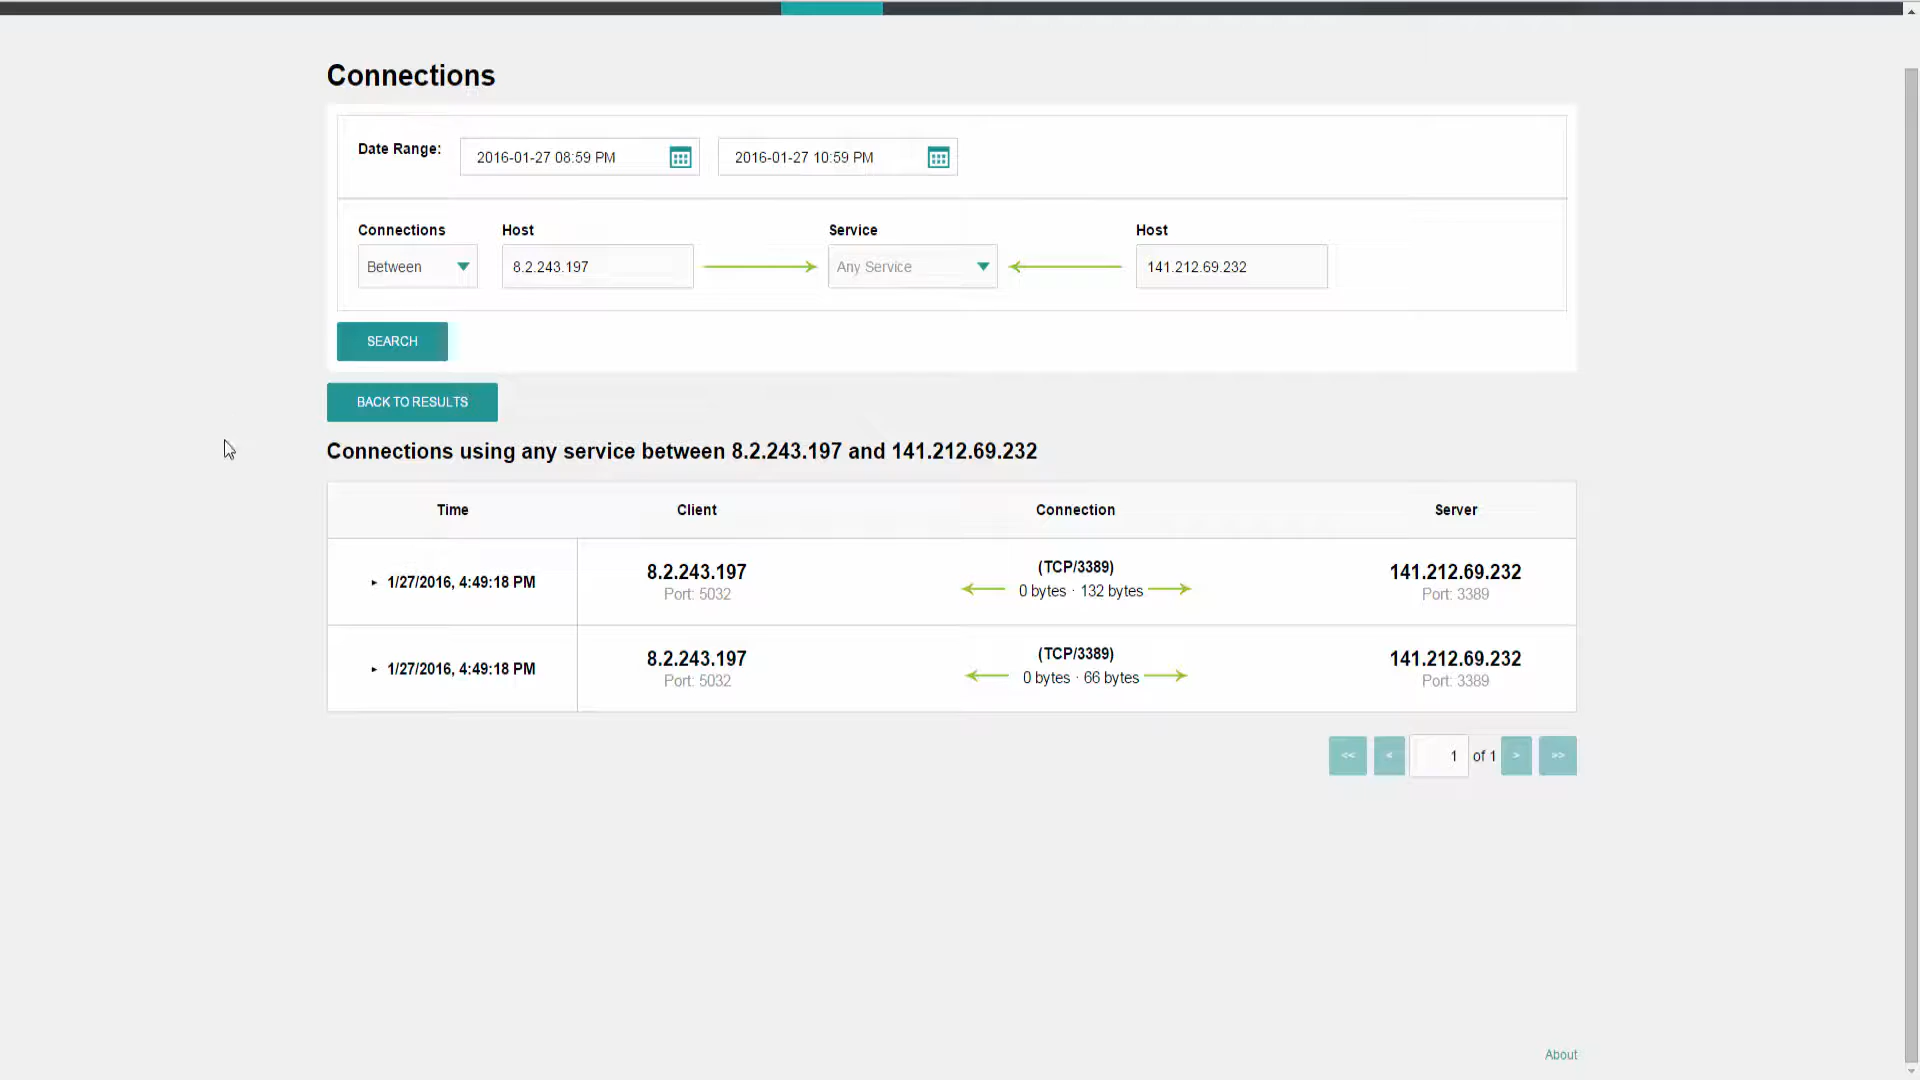 Connections
Date Range: 2016-01-27 08:59 PM 2016-01-27 10:59 PM
Connections Host Service Host
Between 8.2.243.197 Any Service 141.212.69.232
SEARCH
BACK TO RESULTS
Connections using any service between 8.2.243.197 and 141.212.69.232
Time Client Connection Server
1/27/2016, 4:49:18 PM 8.2.243.197 (TCP/3389) 141.212.69.232
Port: 5032 0 bytes · 132 bytes Port: 3389
1/27/2016, 4:49:18 PM 8.2.243.197 (TCP/3389) 141.212.69.232
Port: 5032 0 bytes · 66 bytes Port: 3389
<< < 1 of 1 > >>
About